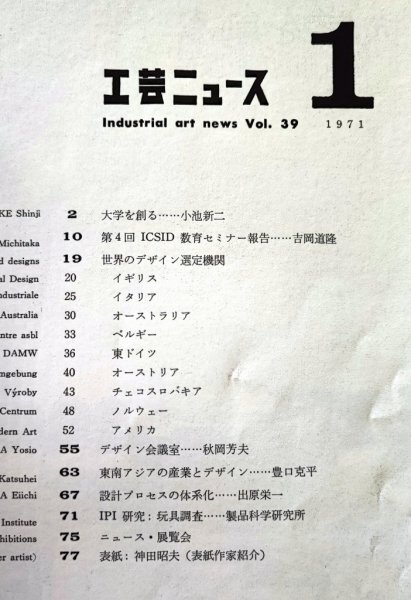 工芸ニュース 1
Industrial art news Vol. 39 1971
KE Shinji 2 大学を創る……小池新二
Michitaka 10 第4回 ICSID 教育セミナー報告……吉岡道隆
d designs 19 世界のデザイン選定機関
al Design 20 イギリス
ndustriale 25 イタリア
Australia 30 オーストラリア
entre asbl 33 ベルギー
DAMW 36 東ドイツ
mgebung 40 オーストリア
Výroby 43 チェコスロバキア
Centrum 48 ノルウェー
dern Art 52 アメリカ
A Yosio 55 デザイン会議室……秋岡芳夫
Katsuhei 63 東南アジアの産業とデザイン……豊口克平
A Eiichi 67 設計プロセスの体系化……出原栄一
Institute 71 IPI 研究：玩具調査……製品科学研究所
hibitions 75 ニュース・展覧会
er artist) 77 表紙：神田昭夫（表紙作家紹介）